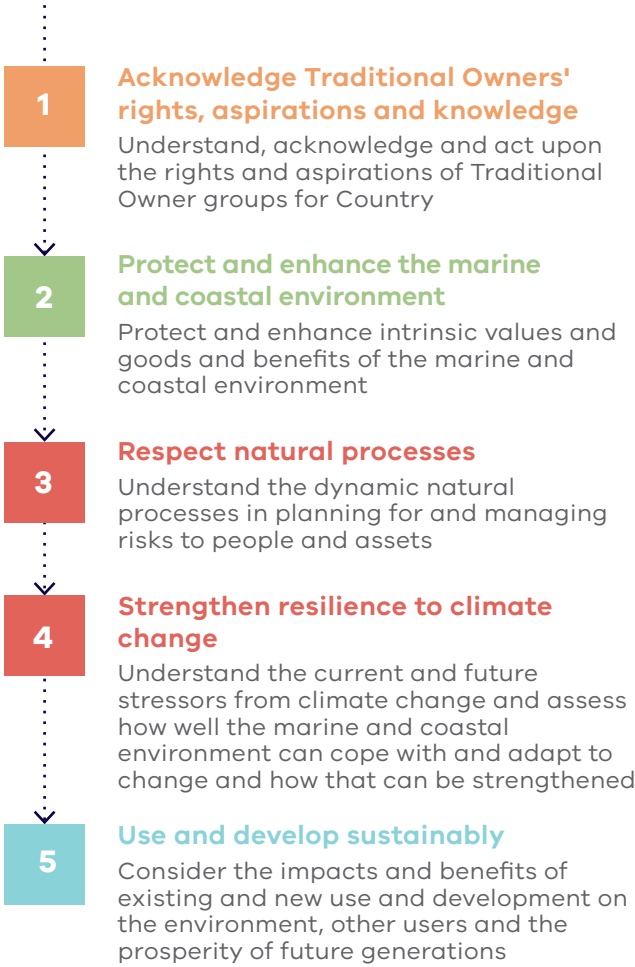 1
Acknowledge Traditional Owners'
rights, aspirations and knowledge
Understand, acknowledge and act upon
the rights and aspirations of Traditional
Owner groups for Country
2
Protect and enhance the marine
and coastal environment
Protect and enhance intrinsic values and
goods and benefits of the marine and
coastal environment
3
Respect natural processes
Understand the dynamic natural
processes in planning for and managing
risks to people and assets
4
Strengthen resilience to climate
change
Understand the current and future
stressors from climate change and assess
how well the marine and coastal
environment can cope with and adapt to
change and how that can be strengthened
5
Use and develop sustainably
Consider the impacts and benefits of
existing and new use and development on
the environment, other users and the
prosperity of future generations